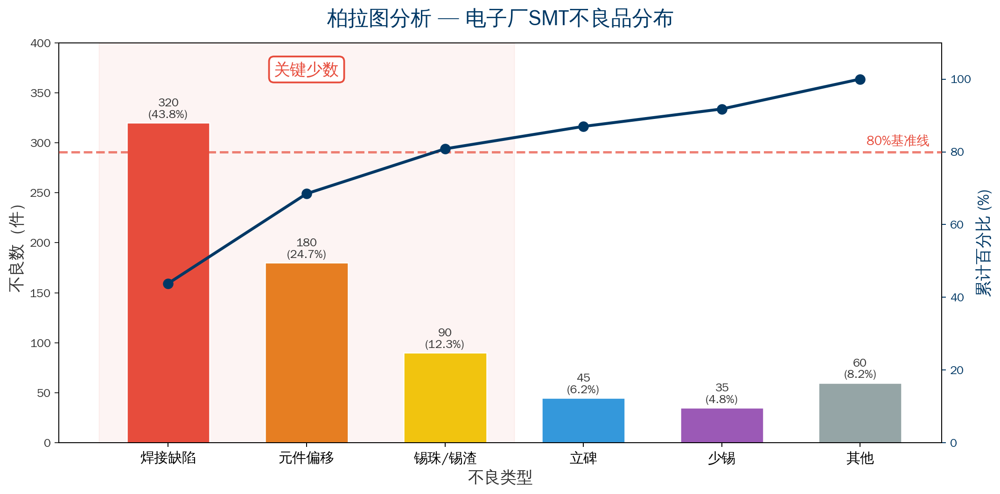 柏拉图分析 — 电子厂SMT不良品分布
不良数（件）
400
350
300
250
200
150
100
50
0
关键少数
320
(43.8%)
180
(24.7%)
90
(12.3%)
45
(6.2%)
35
(4.8%)
60
(8.2%)
80%基准线
100
80
60
40
20
0
累计百分比 (%)
焊接缺陷
元件偏移
锡珠/锡渣
立碑
少锡
其他
不良类型